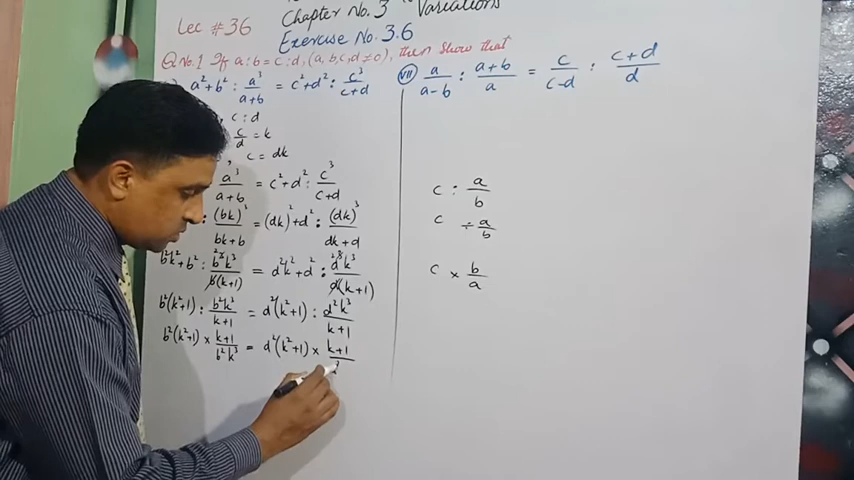 Chapter No. 3 "Variations"
Lec #36
Exercise No. 3.6
Q No.1 If a:b = c:d, (a,b,c,d ≠ 0), then show that
a²+b² : a³/(a+b) = c²+d² : c³/(c+d)
c : d
c/d = k
, c = dk
a³/(a+b) = c²+d² : c³/(c+d)
: (bk)³/(bk+b) = (dk)²+d² : (dk)³/(dk+d)
b²k²+b² : b³k³/b(k+1) = d²k²+d² : d³k³/d(k+1)
b²(k²+1) : b²k³/(k+1) = d²(k²+1) : d²k³/(k+1)
b²(k²+1) × (k+1)/b²k³ = d²(k²+1) × (k+1)/d²
VII a/(a-b) : (a+b)/a = c/(c-d) : (c+d)/d
c : a/b
c ÷ a/b
c × b/a